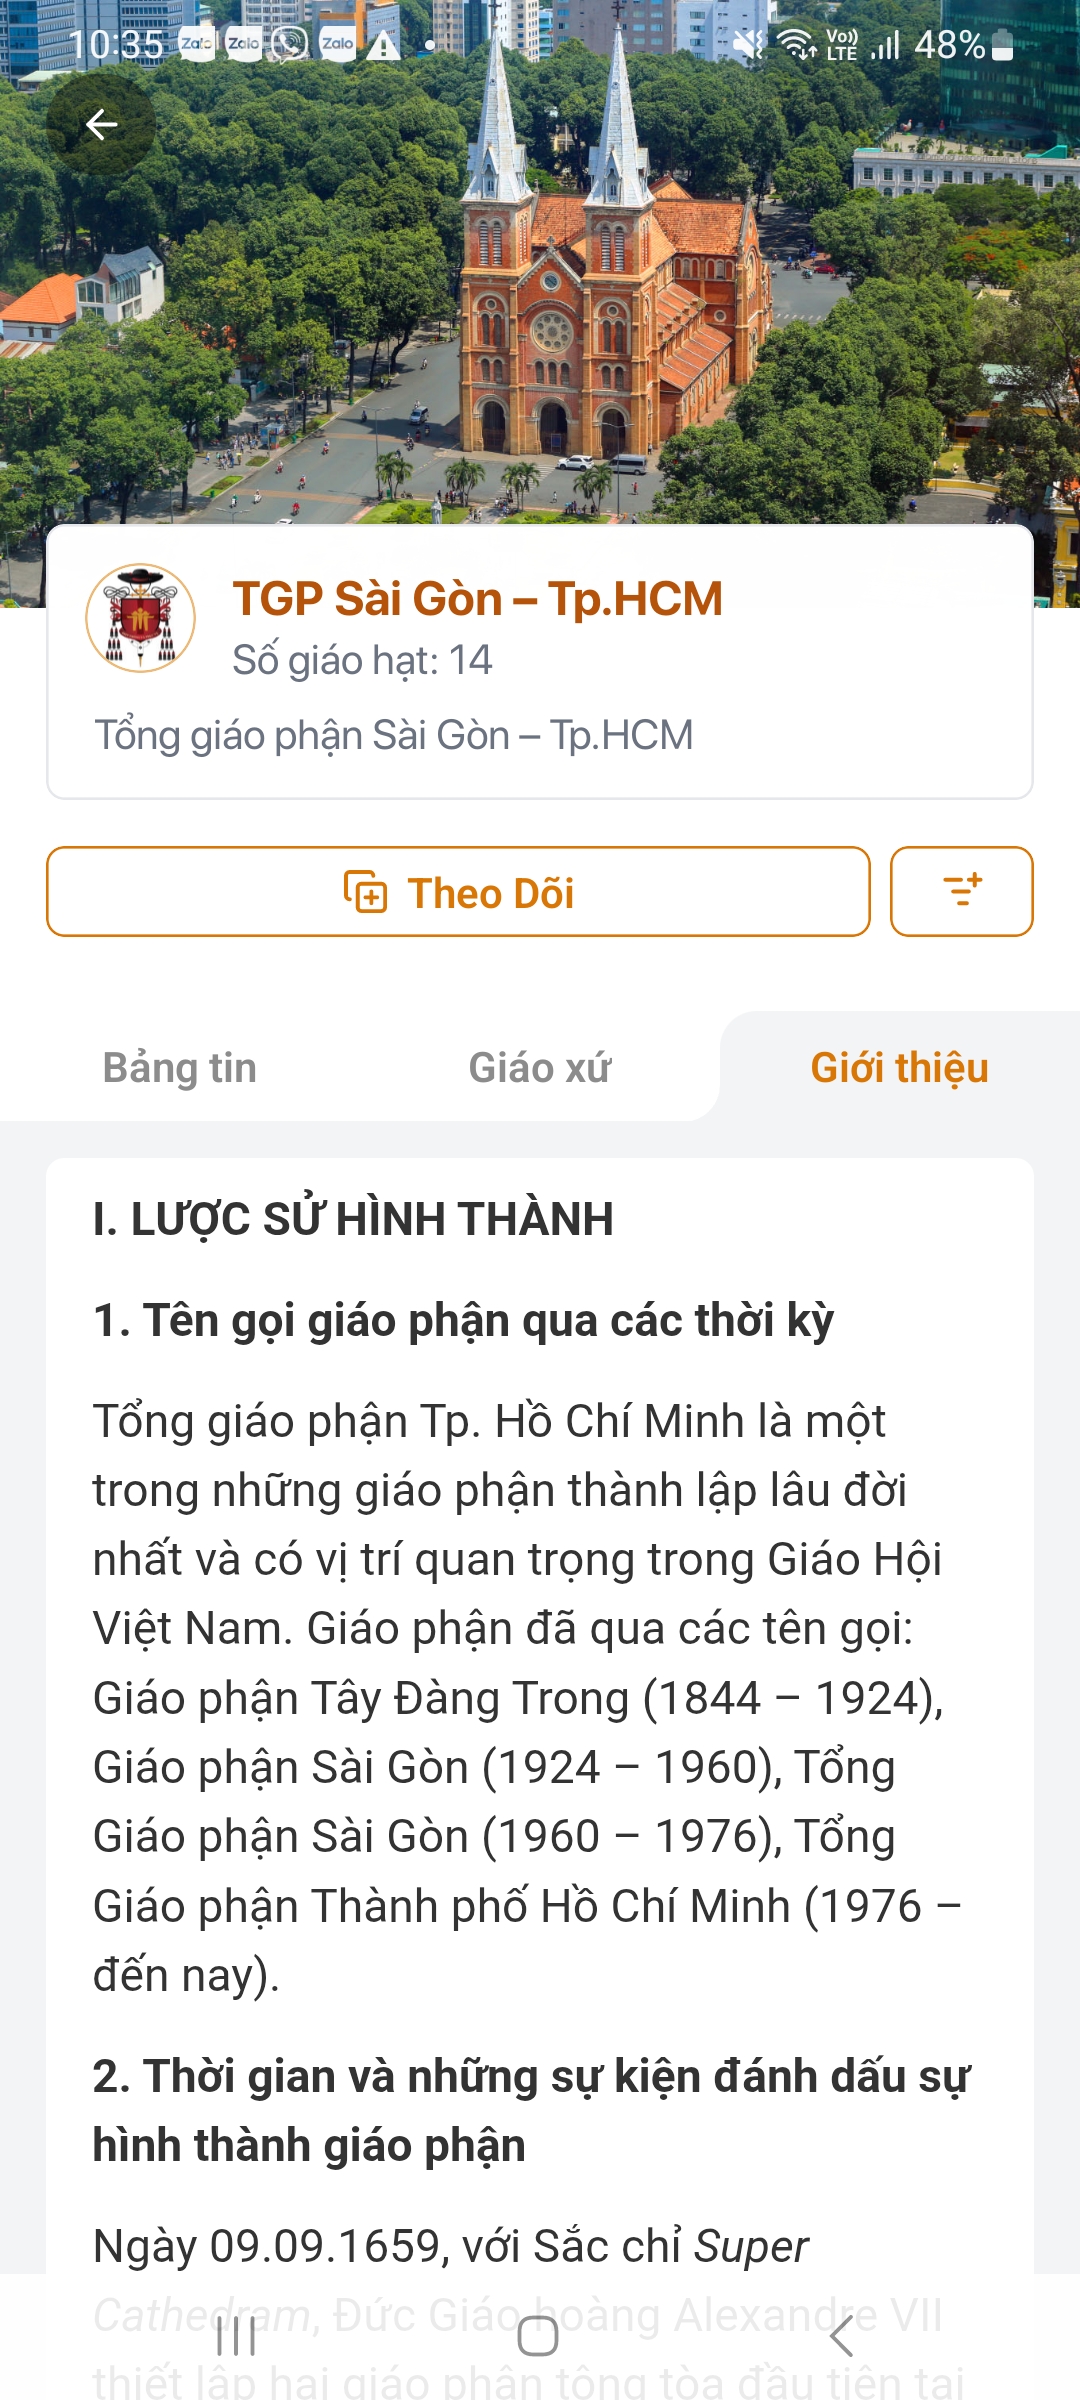 10:35 Zalo Zalo Zalo Vo)) LTE 48%
TGP Sài Gòn – Tp.HCM
Số giáo hạt: 14
Tổng giáo phận Sài Gòn – Tp.HCM
Theo Dõi
Bảng tin Giáo xứ Giới thiệu
I. LƯỢC SỬ HÌNH THÀNH
1. Tên gọi giáo phận qua các thời kỳ
Tổng giáo phận Tp. Hồ Chí Minh là một
trong những giáo phận thành lập lâu đời
nhất và có vị trí quan trọng trong Giáo Hội
Việt Nam. Giáo phận đã qua các tên gọi:
Giáo phận Tây Đàng Trong (1844 – 1924),
Giáo phận Sài Gòn (1924 – 1960), Tổng
Giáo phận Sài Gòn (1960 – 1976), Tổng
Giáo phận Thành phố Hồ Chí Minh (1976 –
đến nay).
2. Thời gian và những sự kiện đánh dấu sự
hình thành giáo phận
Ngày 09.09.1659, với Sắc chỉ Super
Cathedram, Đức Giáo hoàng Alexandre VII
thiết lập hai giáo phận tông tòa đầu tiên tại